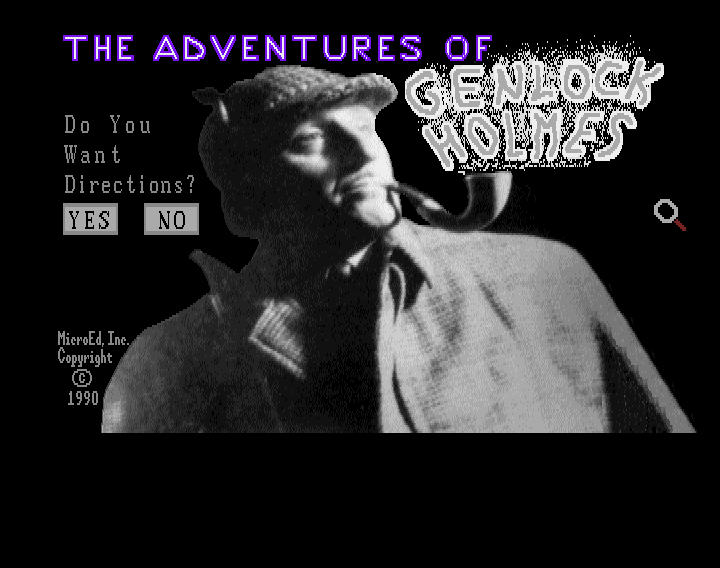 THE ADVENTURES OF
GENLOCK
HOLMES
Do You
Want
Directions?
YES NO
MicroEd, Inc.
Copyright
©
1990